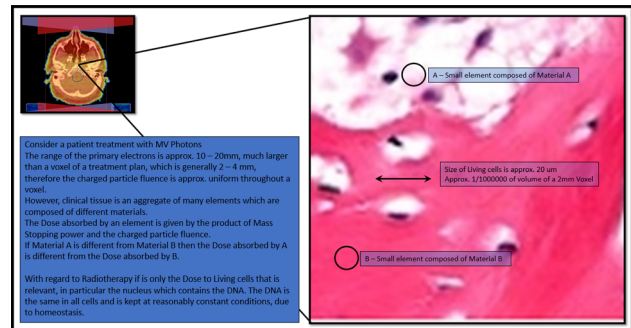 A – Small element composed of Material A
Consider a patient treatment with MV Photons
The range of the primary electrons is approx. 10 – 20mm, much larger
than a voxel of a treatment plan, which is generally 2 – 4 mm,
therefore the charged particle fluence is approx. uniform throughout a
voxel.
However, clinical tissue is an aggregate of many elements which are
composed of different materials.
The Dose absorbed by an element is given by the product of Mass
Stopping power and the charged particle fluence.
If Material A is different from Material B then the Dose absorbed by A
is different from the Dose absorbed by B.
With regard to Radiotherapy if is only the Dose to Living cells that is
relevant, in particular the nucleus which contains the DNA. The DNA is
the same in all cells and is kept at reasonably constant conditions, due
to homeostasis.
Size of Living cells is approx. 20 um
Approx. 1/1000000 of volume of a 2mm Voxel
B – Small element composed of Material B